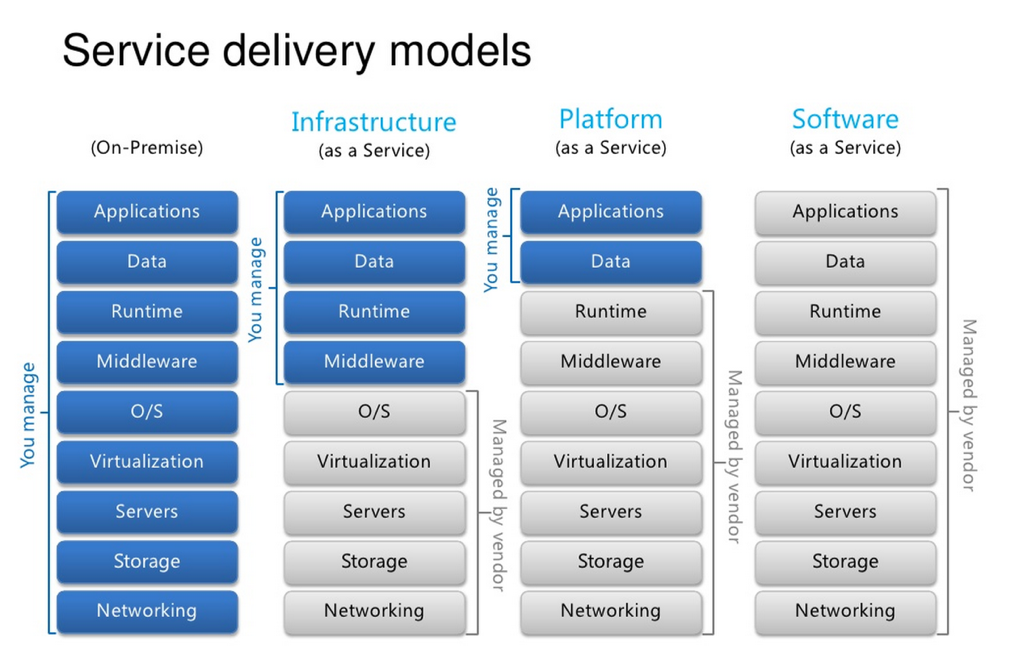 Service delivery models
(On-Premise)
Infrastructure
(as a Service)
Platform
(as a Service)
Software
(as a Service)
You manage
Applications
Data
Runtime
Middleware
O/S
Virtualization
Servers
Storage
Networking
You manage
Applications
Data
Runtime
Middleware
O/S
Virtualization
Servers
Storage
Networking
Managed by vendor
You manage
Applications
Data
Runtime
Middleware
O/S
Virtualization
Servers
Storage
Networking
Managed by vendor
Applications
Data
Runtime
Middleware
O/S
Virtualization
Servers
Storage
Networking
Managed by vendor